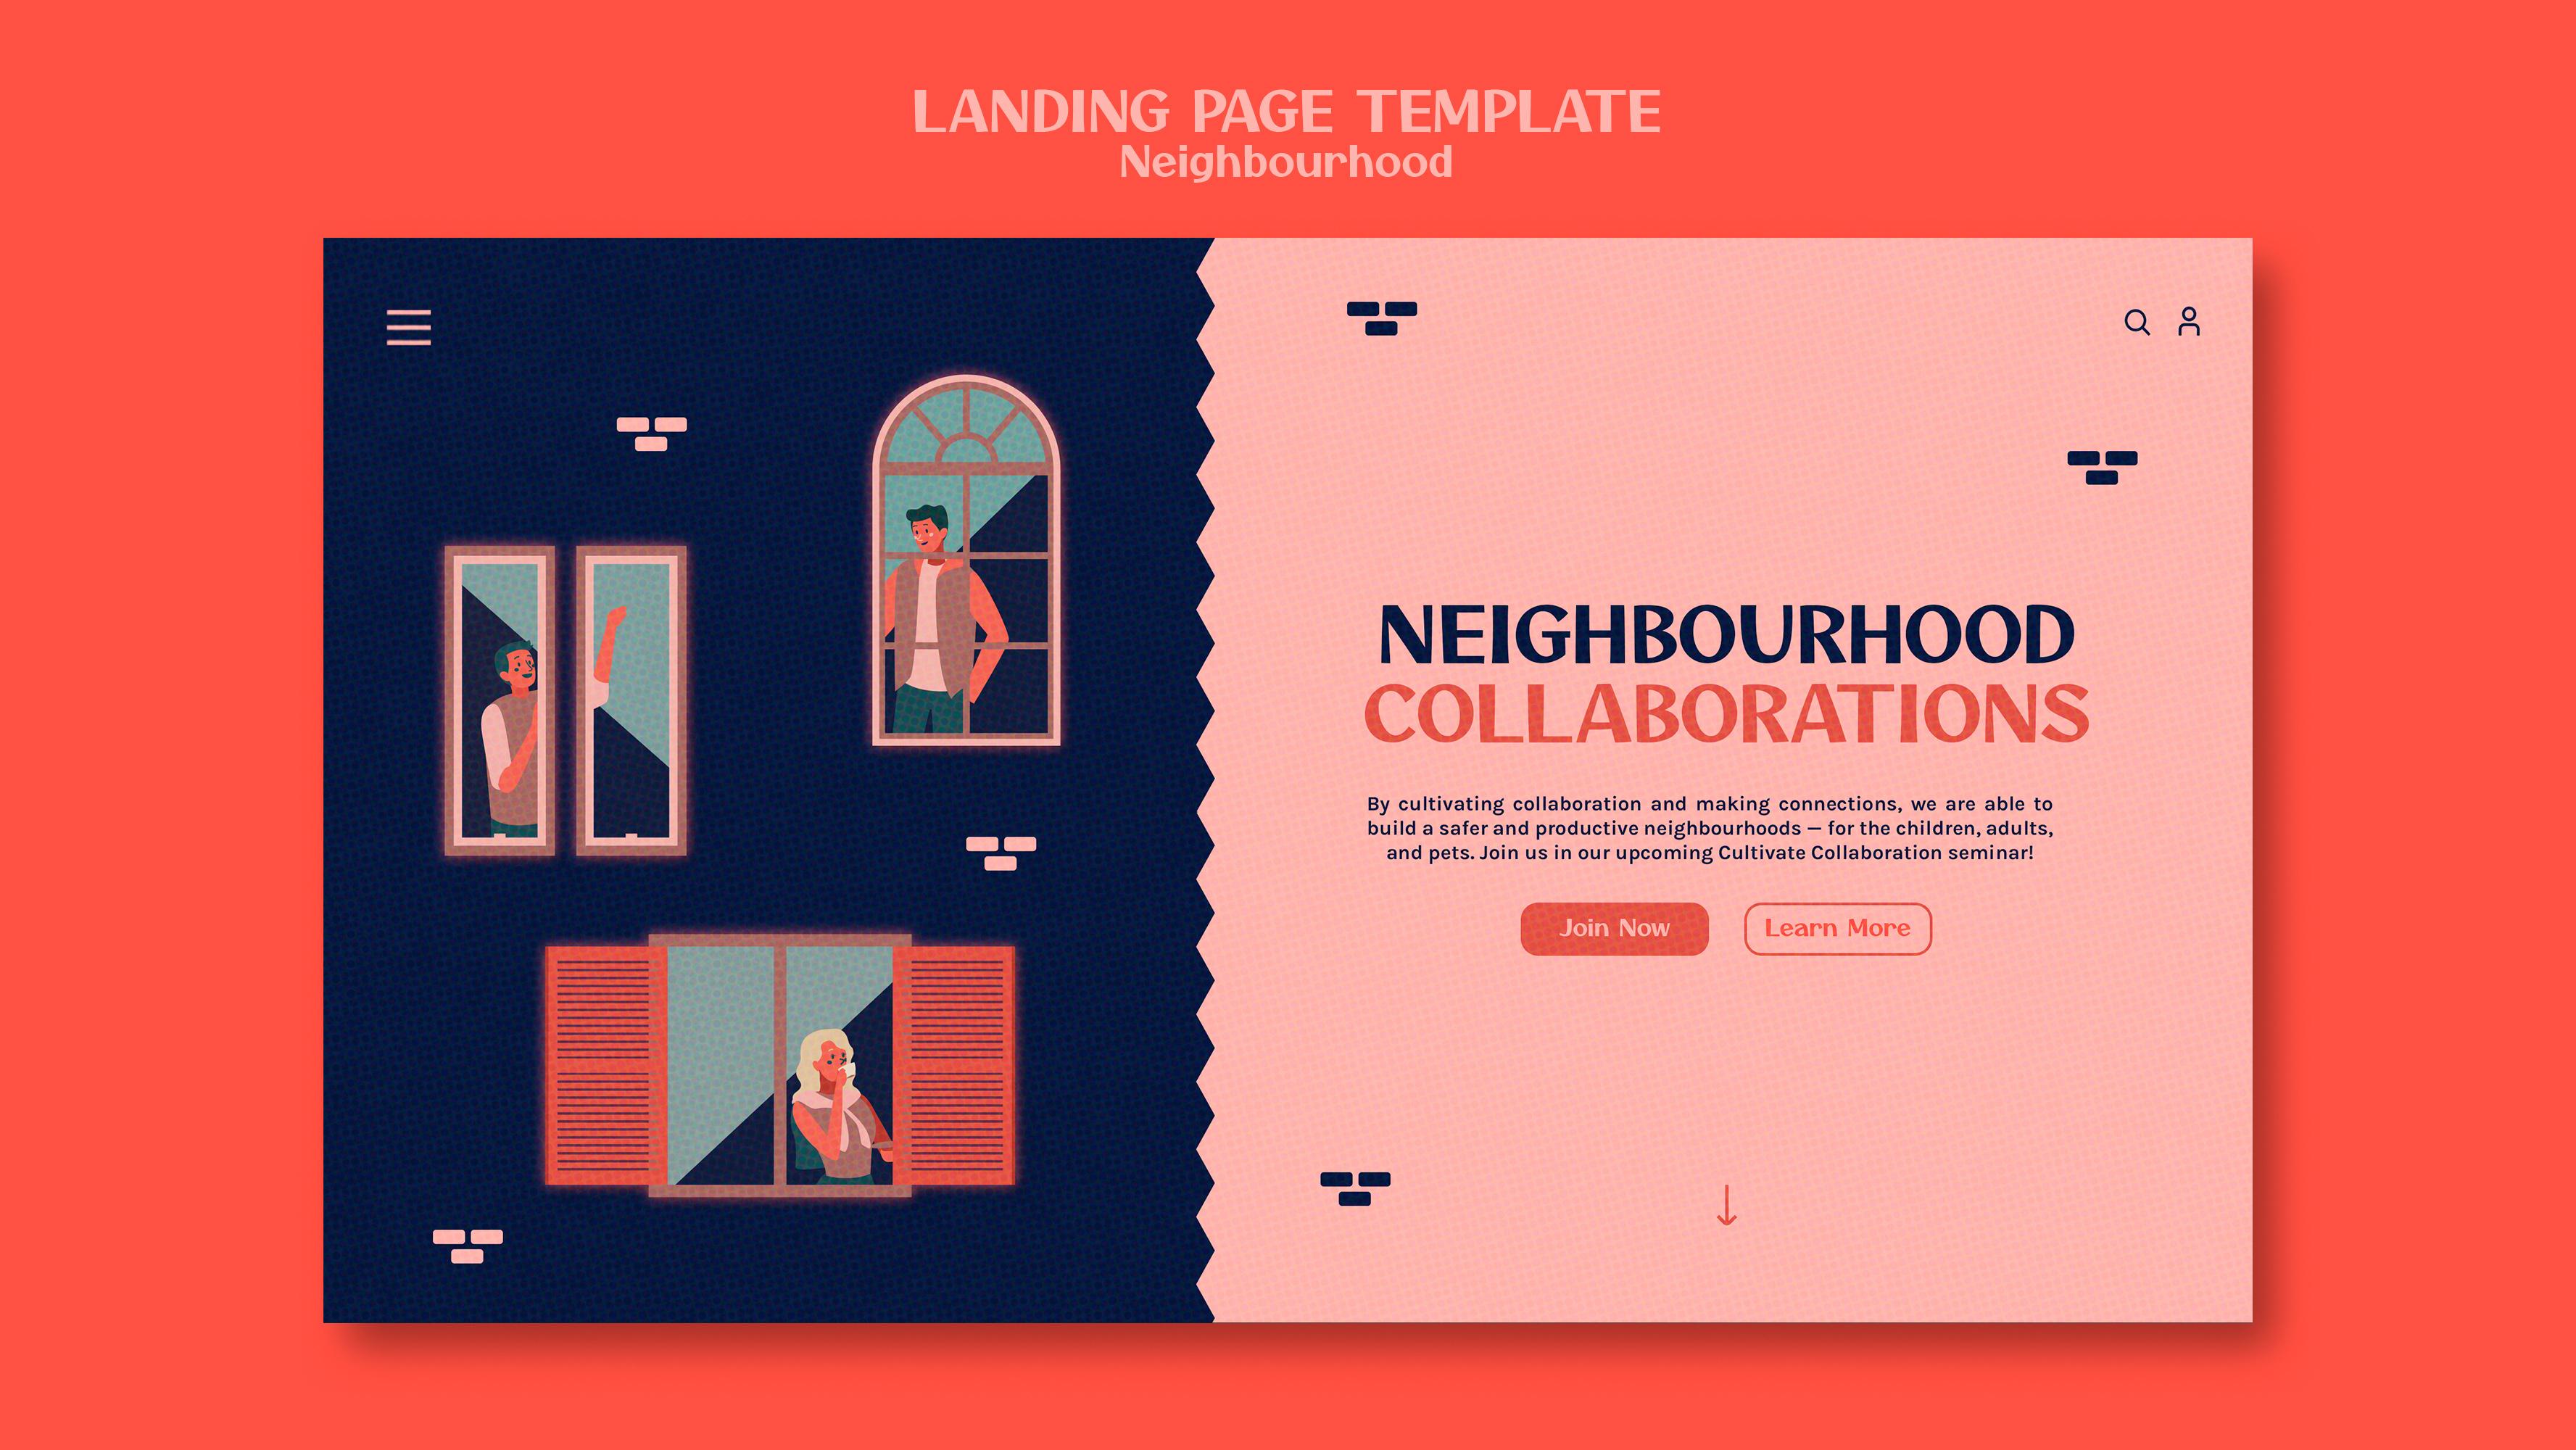 LANDING PAGE TEMPLATE
Neighbourhood
NEIGHBOURHOOD
COLLABORATIONS
By cultivating collaboration and making connections, we are able to
build a safer and productive neighbourhoods — for the children, adults,
and pets. Join us in our upcoming Cultivate Collaboration seminar!
Join Now
Learn More